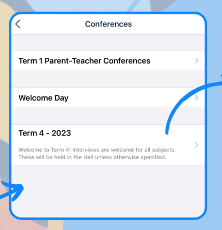 Conferences
Term 1 Parent-Teacher Conferences
Welcome Day
Term 4 - 2023
Welcome to Term 4! Interviews are welcome for all subjects.
These will be held in the Hall unless otherwise specified.